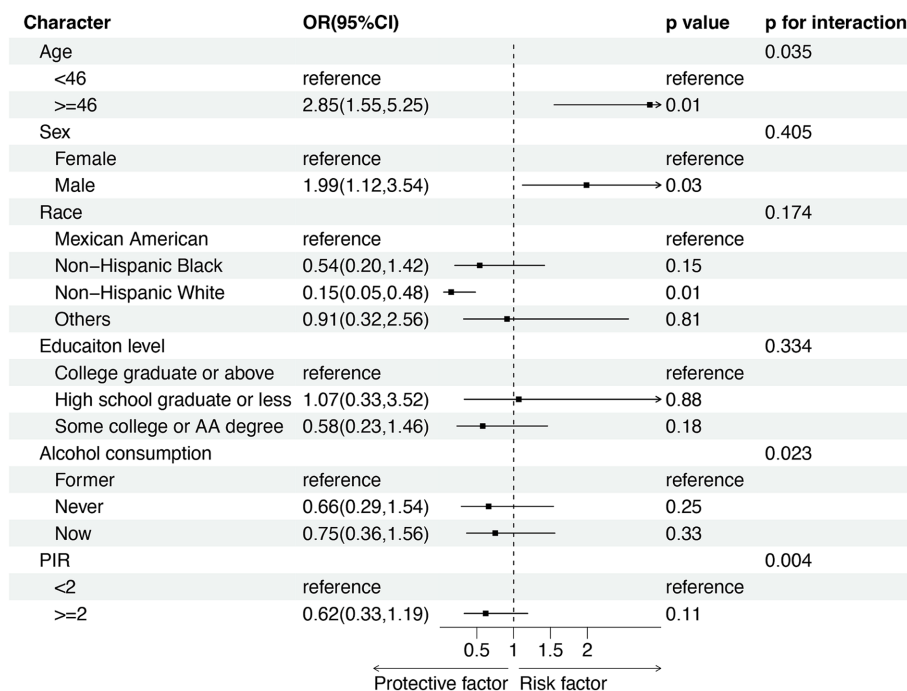 Character OR(95%CI) p value p for interaction
Age 0.035
<46 reference reference
>=46 2.85(1.55,5.25) 0.01
Sex 0.405
Female reference reference
Male 1.99(1.12,3.54) 0.03
Race 0.174
Mexican American reference reference
Non−Hispanic Black 0.54(0.20,1.42) 0.15
Non−Hispanic White 0.15(0.05,0.48) 0.01
Others 0.91(0.32,2.56) 0.81
Educaiton level 0.334
College graduate or above reference reference
High school graduate or less 1.07(0.33,3.52) 0.88
Some college or AA degree 0.58(0.23,1.46) 0.18
Alcohol consumption 0.023
Former reference reference
Never 0.66(0.29,1.54) 0.25
Now 0.75(0.36,1.56) 0.33
PIR 0.004
<2 reference reference
>=2 0.62(0.33,1.19) 0.11
0.5 1 1.5 2
Protective factor Risk factor